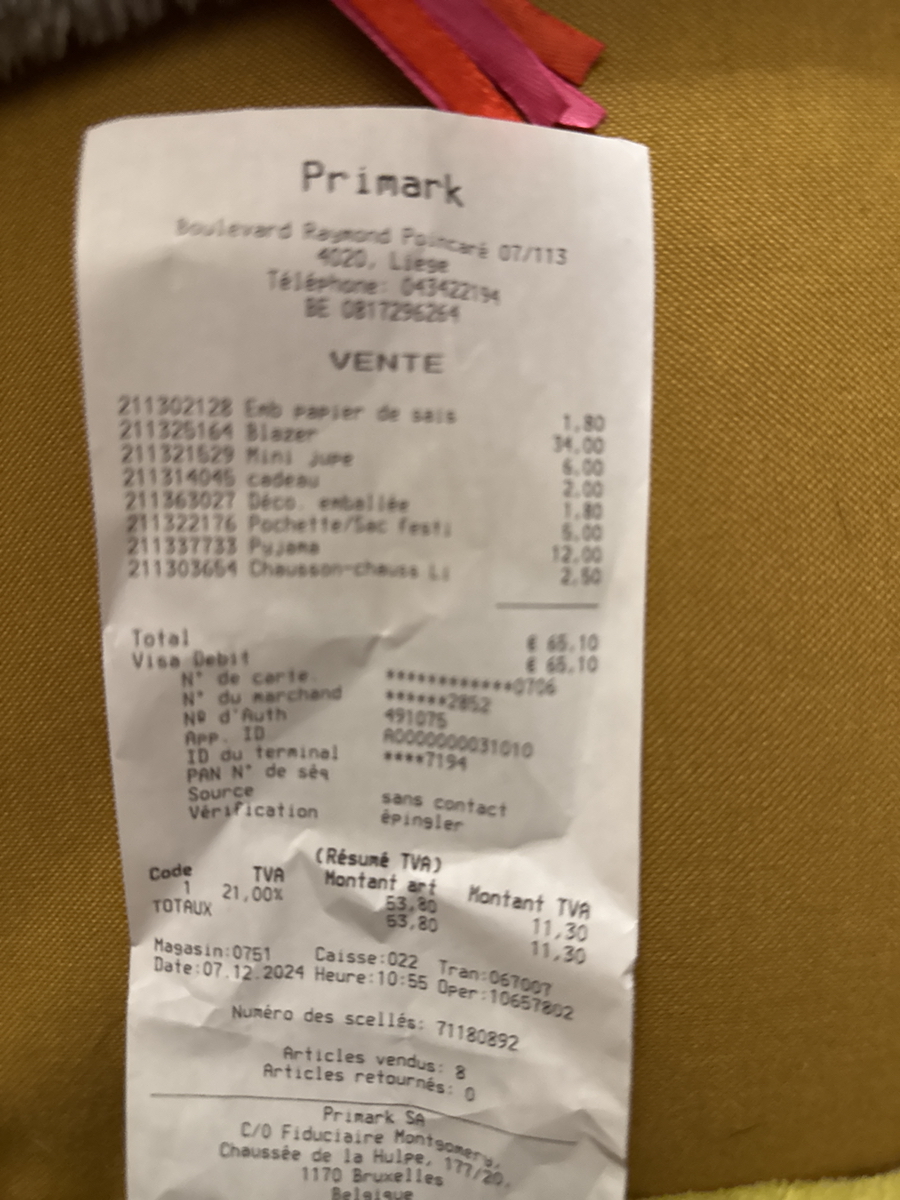 Primark
Boulevard Raymond Poincaré 07/113
4020, Liege
Téléphone: 043422194
BE 0817296264
VENTE
211302128 Emb papier de sais 1,80
211325164 Blazer 34,00
211321529 Mini jupe 6,00
211314045 cadeau 2,00
211363027 Déco. emballée 1,80
211322176 Pochette/Sac festi 5,00
211337733 Pyjama 12,00
211303654 Chausson-chauss Li 2,50
Total € 65,10
Visa Debit € 65,10
N° de carte. ************0706
N° du marchand ******2852
Nº d'Auth 491075
App. ID A0000000031010
ID du terminal ****7194
PAN N° de séq
Source sans contact
Vérification épingler
(Résumé TVA)
Code TVA Montant art Montant TVA
1 21,00% 53,80 11,30
TOTAUX 53,80 11,30
Magasin:0751 Caisse:022 Tran:067007
Date:07.12.2024 Heure:10:55 Oper:10657802
Numéro des scellés: 71180892
Articles vendus: 8
Articles retournés: 0
Primark SA
C/O Fiduciaire Montgomery,
Chaussée de la Hulpe, 177/20,
1170 Bruxelles
Belgique